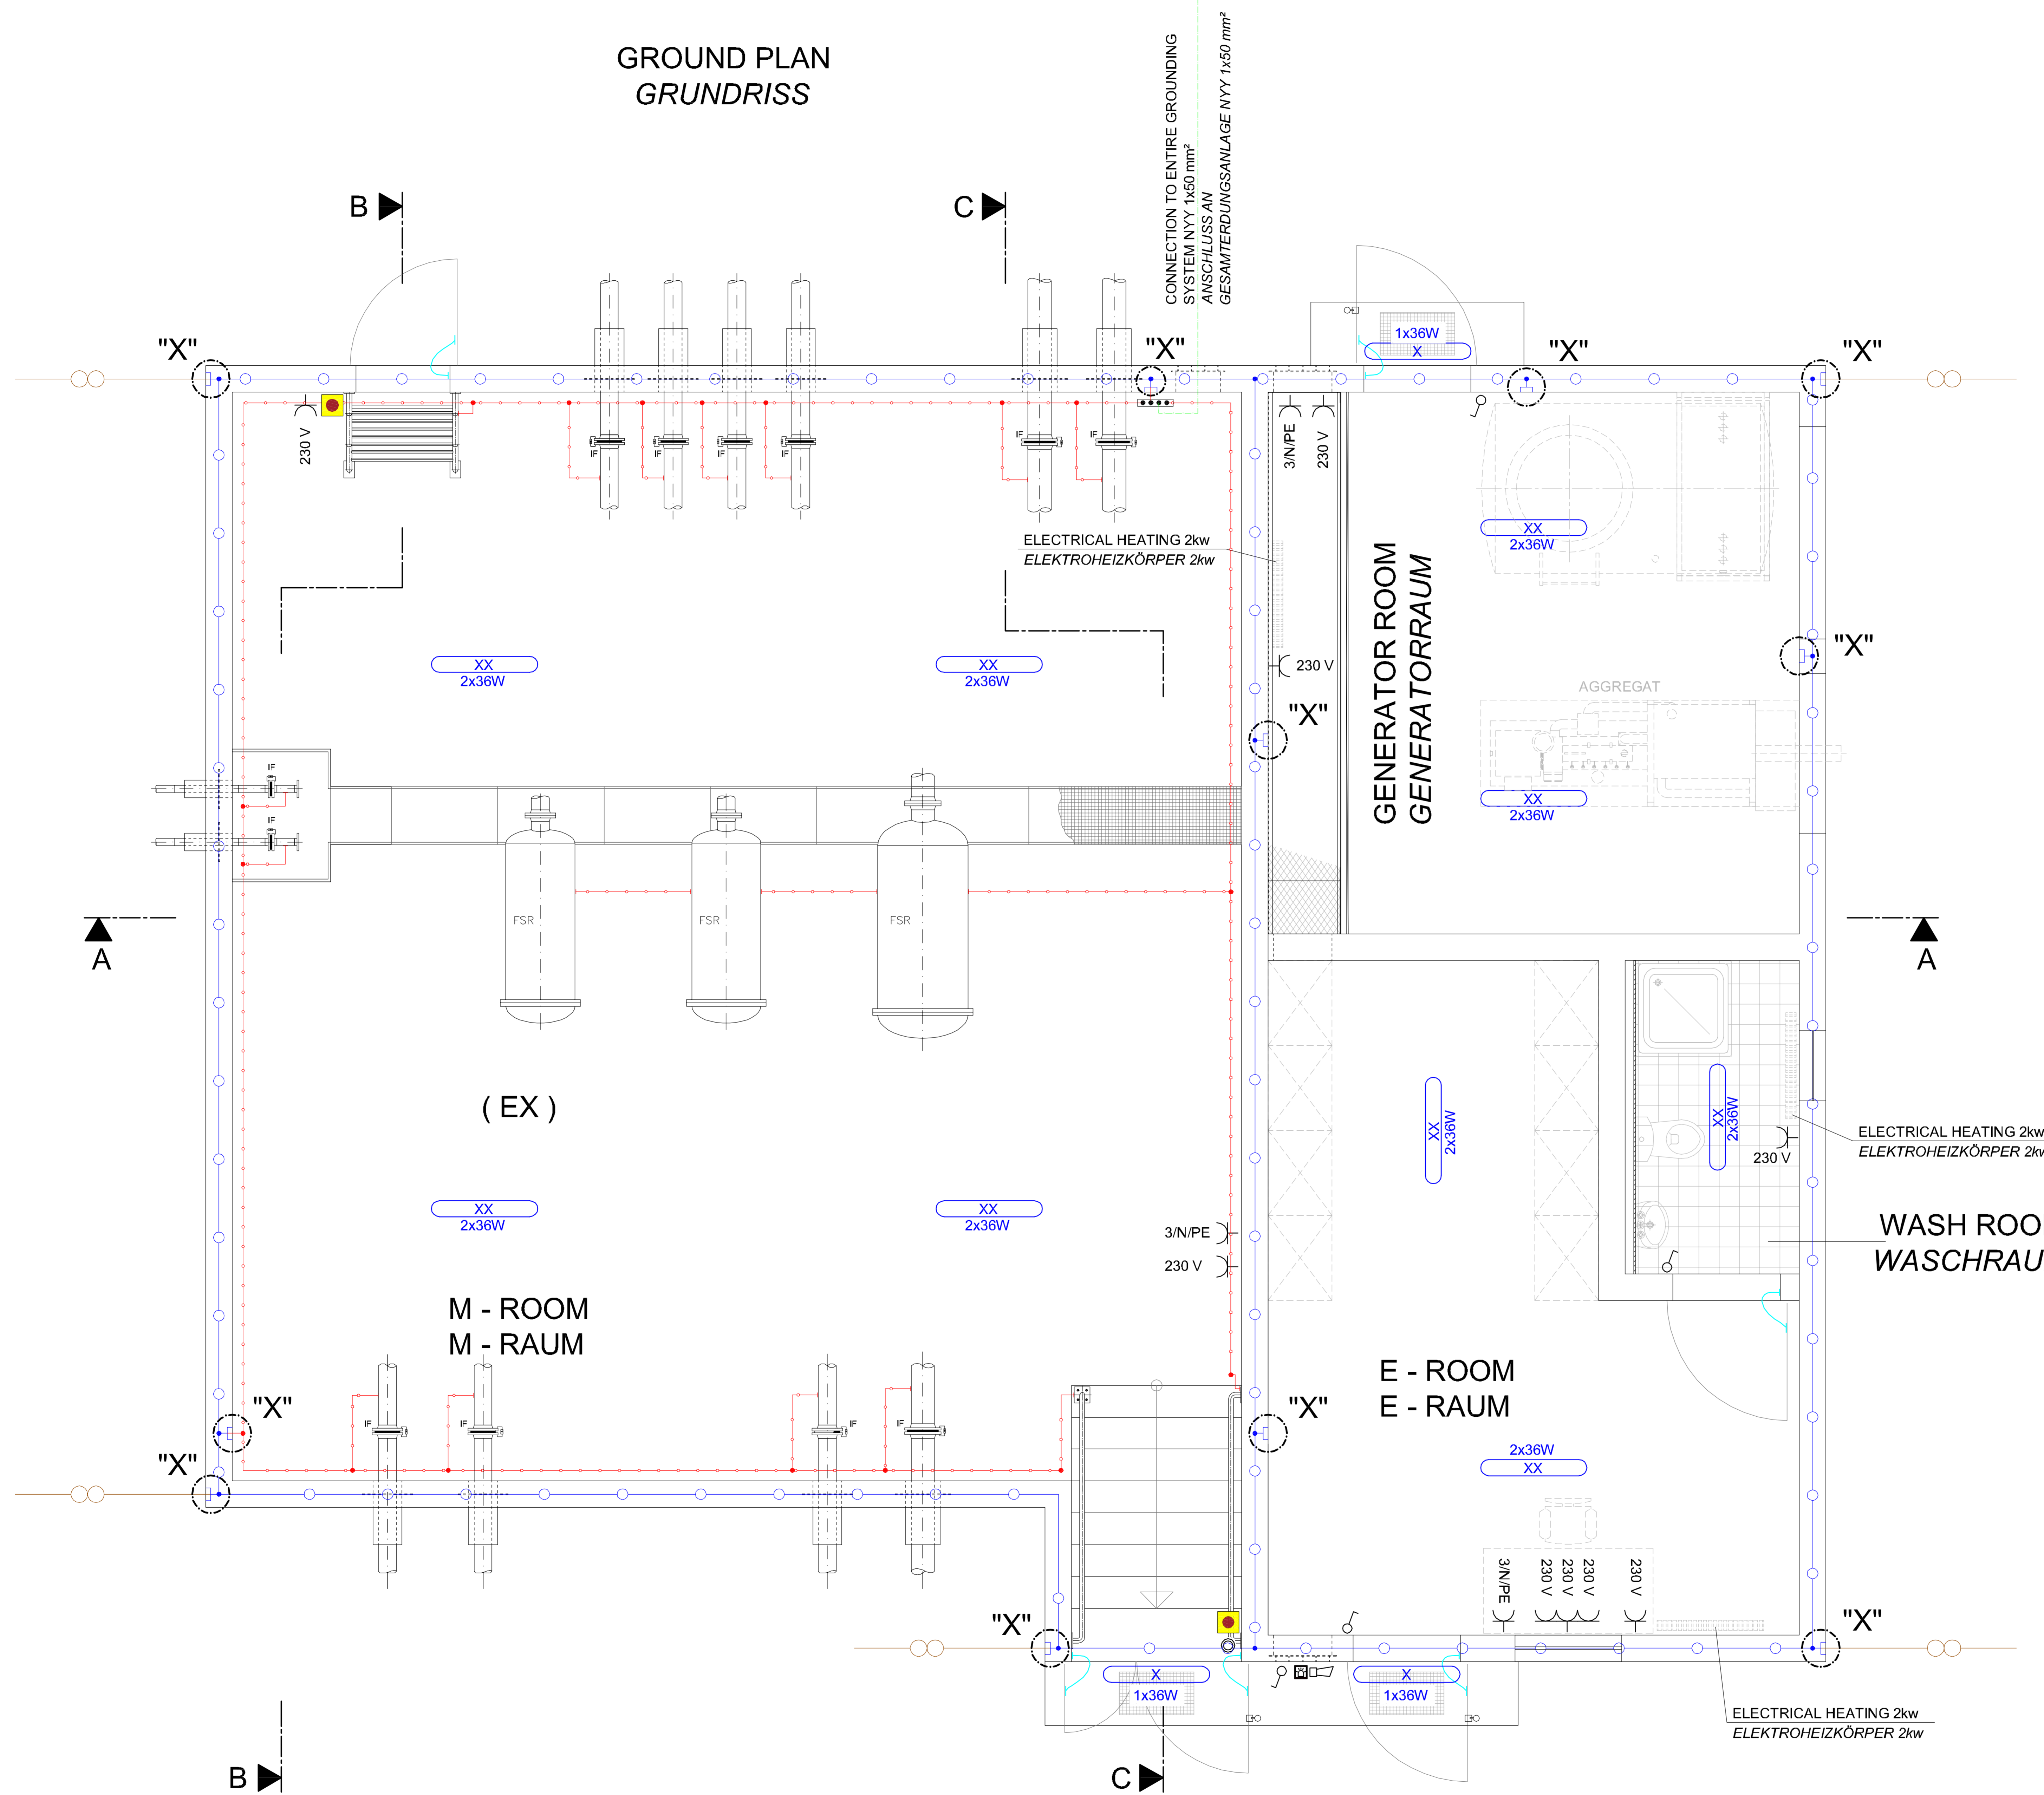 GROUND PLAN
GRUNDRISS
CONNECTION TO ENTIRE GROUNDING
SYSTEM NYY 1x50 mm²
ANSCHLUSS AN
GESAMTERDUNGSANLAGE NYY 1x50 mm²
B
C
"X"
"X"
"X"
"X"
1x36W
X
230 V
IF
IF
IF
IF
IF
IF
3/N/PE
230 V
ELECTRICAL HEATING 2kw
ELEKTROHEIZKÖRPER 2kw
XX
2x36W
GENERATOR ROOM
GENERATORRAUM
XX
2x36W
XX
2x36W
230 V
"X"
"X"
AGGREGAT
XX
2x36W
IF
IF
FSR
FSR
FSR
A
A
( EX )
XX
2x36W
XX
2x36W
ELECTRICAL HEATING 2kw
ELEKTROHEIZKÖRPER 2kw
230 V
XX
2x36W
XX
2x36W
3/N/PE
230 V
WASH ROO
WASCHRAU
M - ROOM
M - RAUM
E - ROOM
E - RAUM
"X"
"X"
IF
IF
IF
IF
"X"
2x36W
XX
3/N/PE
230 V
230 V
230 V
230 V
"X"
"X"
X
1x36W
X
1x36W
ELECTRICAL HEATING 2kw
ELEKTROHEIZKÖRPER 2kw
B
C